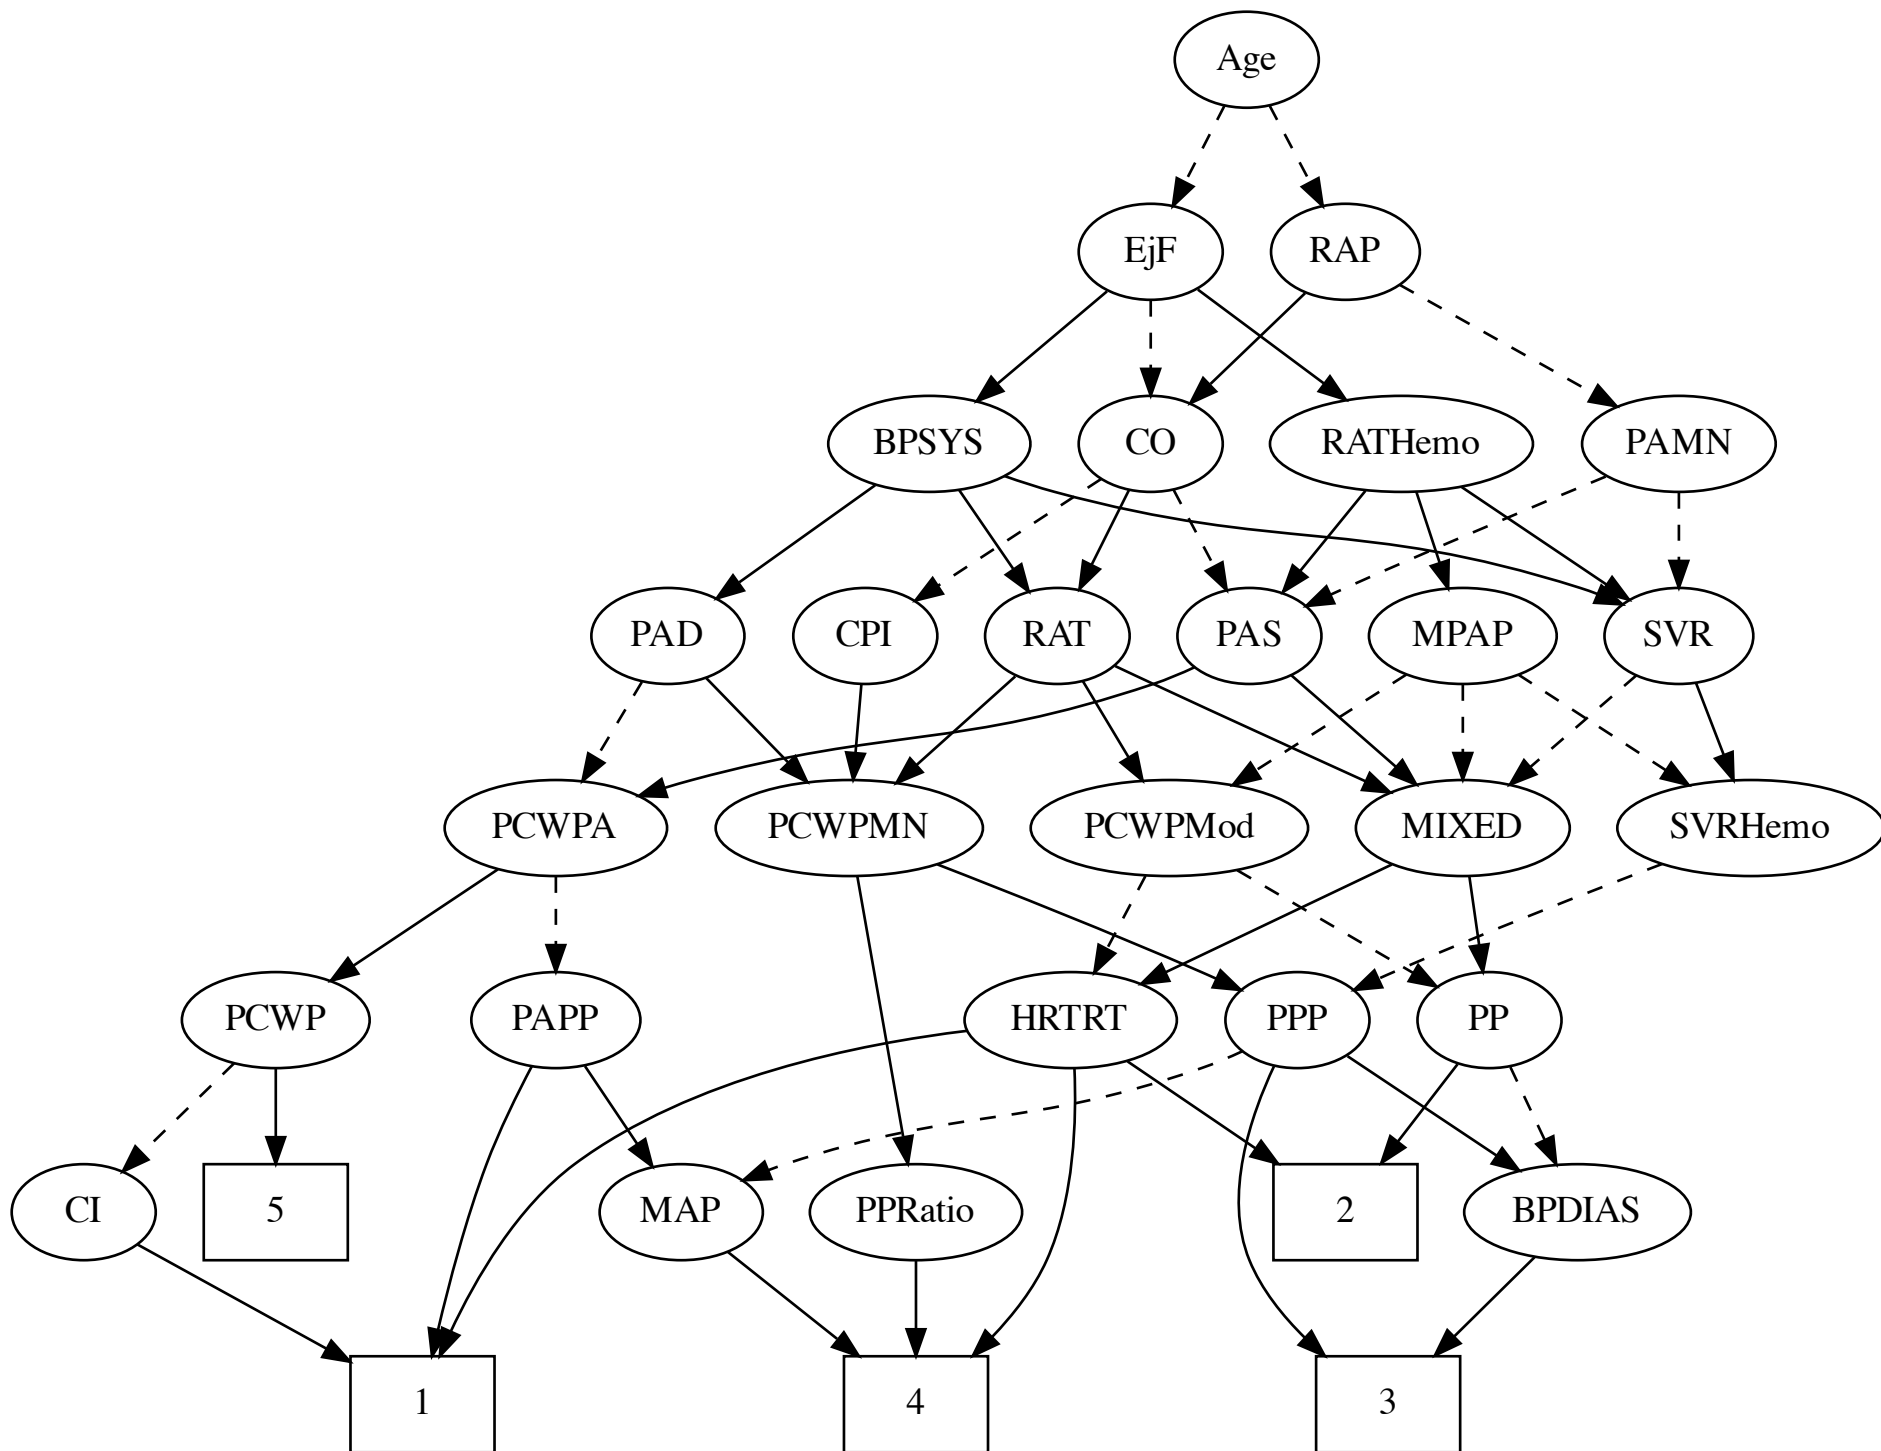 Age
EjF
RAP
BPSYS
CO
RATHemo
PAMN
PAD
CPI
RAT
PAS
MPAP
SVR
PCWPA
PCWPMN
PCWPMod
MIXED
SVRHemo
PCWP
PAPP
HRTRT
PPP
PP
CI
5
MAP
PPRatio
2
BPDIAS
1
4
3